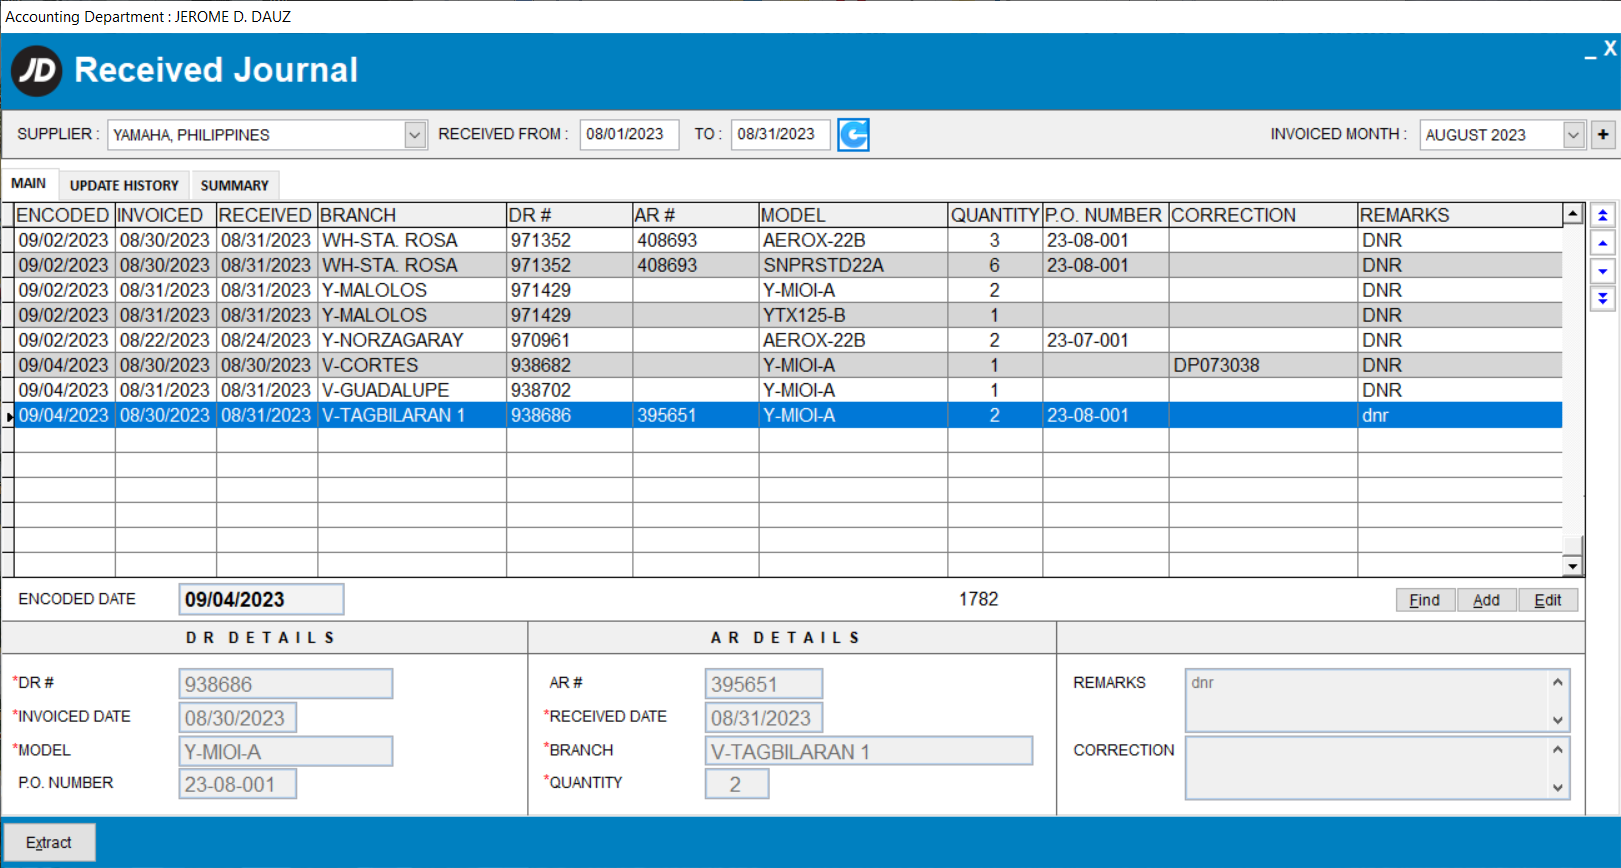 Accounting Department : JEROME D. DAUZ
JD Received Journal _ X
SUPPLIER : YAMAHA, PHILIPPINES RECEIVED FROM : 08/01/2023 TO : 08/31/2023 INVOICED MONTH : AUGUST 2023 +
MAIN UPDATE HISTORY SUMMARY
ENCODED INVOICED RECEIVED BRANCH DR # AR # MODEL QUANTITY P.O. NUMBER CORRECTION REMARKS
09/02/2023 08/30/2023 08/31/2023 WH-STA. ROSA 971352 408693 AEROX-22B 3 23-08-001 DNR
09/02/2023 08/30/2023 08/31/2023 WH-STA. ROSA 971352 408693 SNPRSTD22A 6 23-08-001 DNR
09/02/2023 08/31/2023 08/31/2023 Y-MALOLOS 971429 Y-MIOI-A 2 DNR
09/02/2023 08/31/2023 08/31/2023 Y-MALOLOS 971429 YTX125-B 1 DNR
09/02/2023 08/22/2023 08/24/2023 Y-NORZAGARAY 970961 AEROX-22B 2 23-07-001 DNR
09/04/2023 08/30/2023 08/30/2023 V-CORTES 938682 Y-MIOI-A 1 DP073038 DNR
09/04/2023 08/31/2023 08/31/2023 V-GUADALUPE 938702 Y-MIOI-A 1 DNR
09/04/2023 08/30/2023 08/31/2023 V-TAGBILARAN 1 938686 395651 Y-MIOI-A 2 23-08-001 dnr
ENCODED DATE 09/04/2023 1782 Find Add Edit
DR DETAILS AR DETAILS
*DR # 938686 AR # 395651 REMARKS dnr
*INVOICED DATE 08/30/2023 *RECEIVED DATE 08/31/2023
*MODEL Y-MIOI-A *BRANCH V-TAGBILARAN 1 CORRECTION
P.O. NUMBER 23-08-001 *QUANTITY 2
Extract